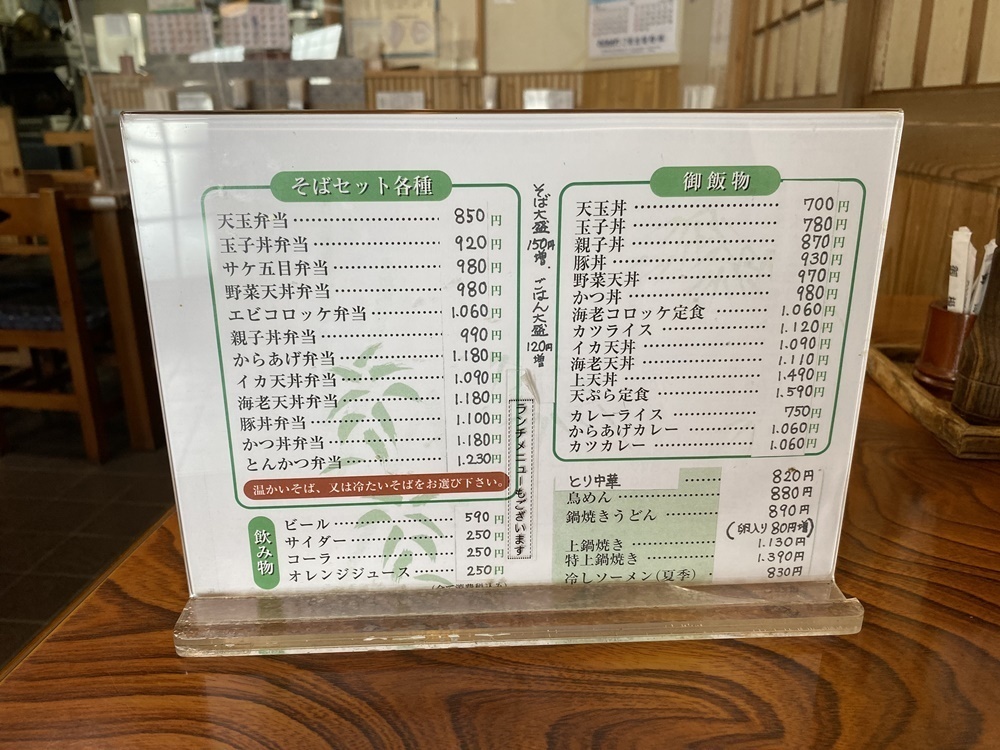 そばセット各種
天玉弁当 850円
玉子丼弁当 920円
サケ五目弁当 980円
野菜天丼弁当 980円
エビコロッケ弁当 1.060円
親子丼弁当 990円
からあげ弁当 1.180円
イカ天丼弁当 1.090円
海老天丼弁当 1.180円
豚丼弁当 1.100円
かつ丼弁当 1.180円
とんかつ弁当 1.230円
温かいそば、又は冷たいそばをお選び下さい。
飲み物
ビール 590円
サイダー 250円
コーラ 250円
オレンジジュース 250円
そば大盛150円増.ごはん大盛120円増
ランチメニューもございます
御飯物
天玉丼 700円
玉子丼 780円
親子丼 870円
豚丼 930円
野菜天丼 970円
かつ丼 980円
海老コロッケ定食 1.060円
カツライス 1.120円
イカ天丼 1.090円
海老天丼 1.110円
上天丼 1.490円
天ぷら定食 1.590円
カレーライス 750円
からあげカレー 1.060円
カツカレー 1.060円
とり中華 820円
鳥めん 880円
鍋焼きうどん 890円
(卵入り80円増)
上鍋焼き 1.130円
特上鍋焼き 1.390円
冷しソーメン(夏季) 830円